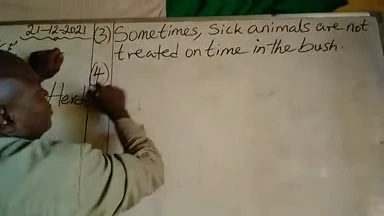 21-12-2021
(3) Sometimes, sick animals are not
treated on time in the bush.
(4)
Herd